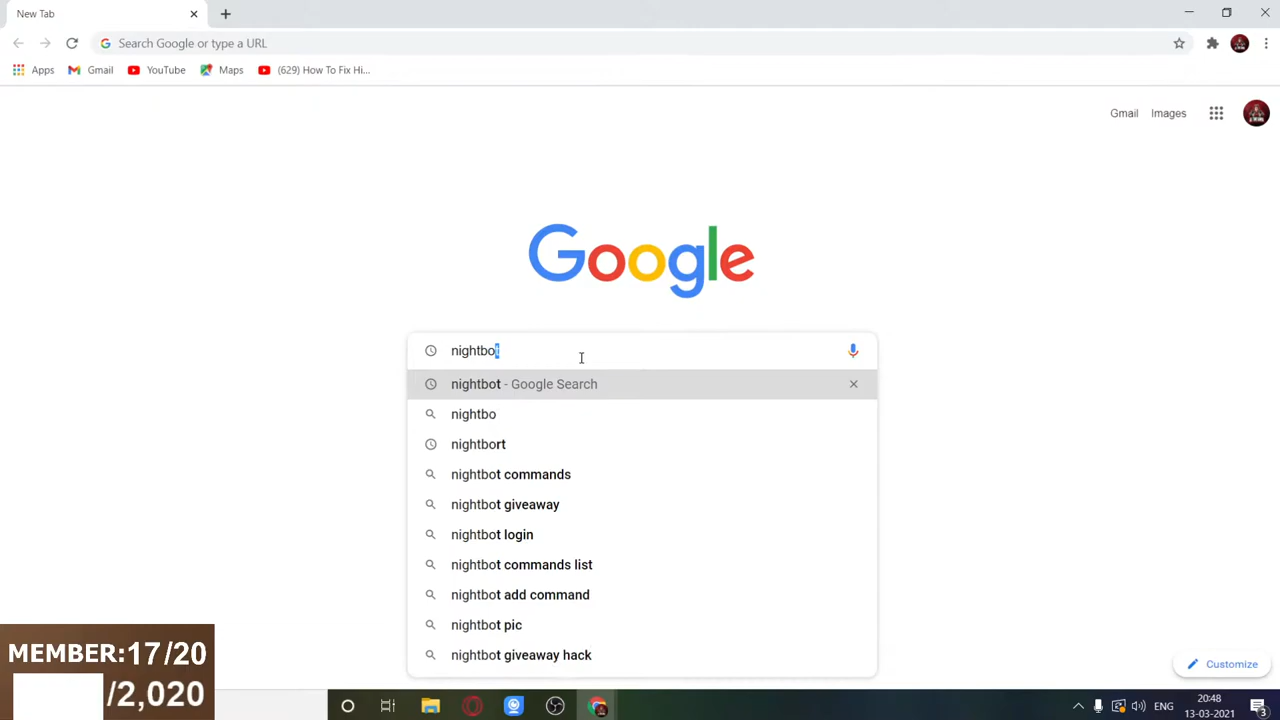 New Tab
Search Google or type a URL
Apps
Gmail
YouTube
Maps
(629) How To Fix Hi...
Gmail
Images
Google
nightbot
nightbot - Google Search
nightbo
nightbort
nightbot commands
nightbot giveaway
nightbot login
nightbot commands list
nightbot add command
nightbot pic
nightbot giveaway hack
Customize
MEMBER:17/20
/2,020
ENG
20:48
13-03-2021
3